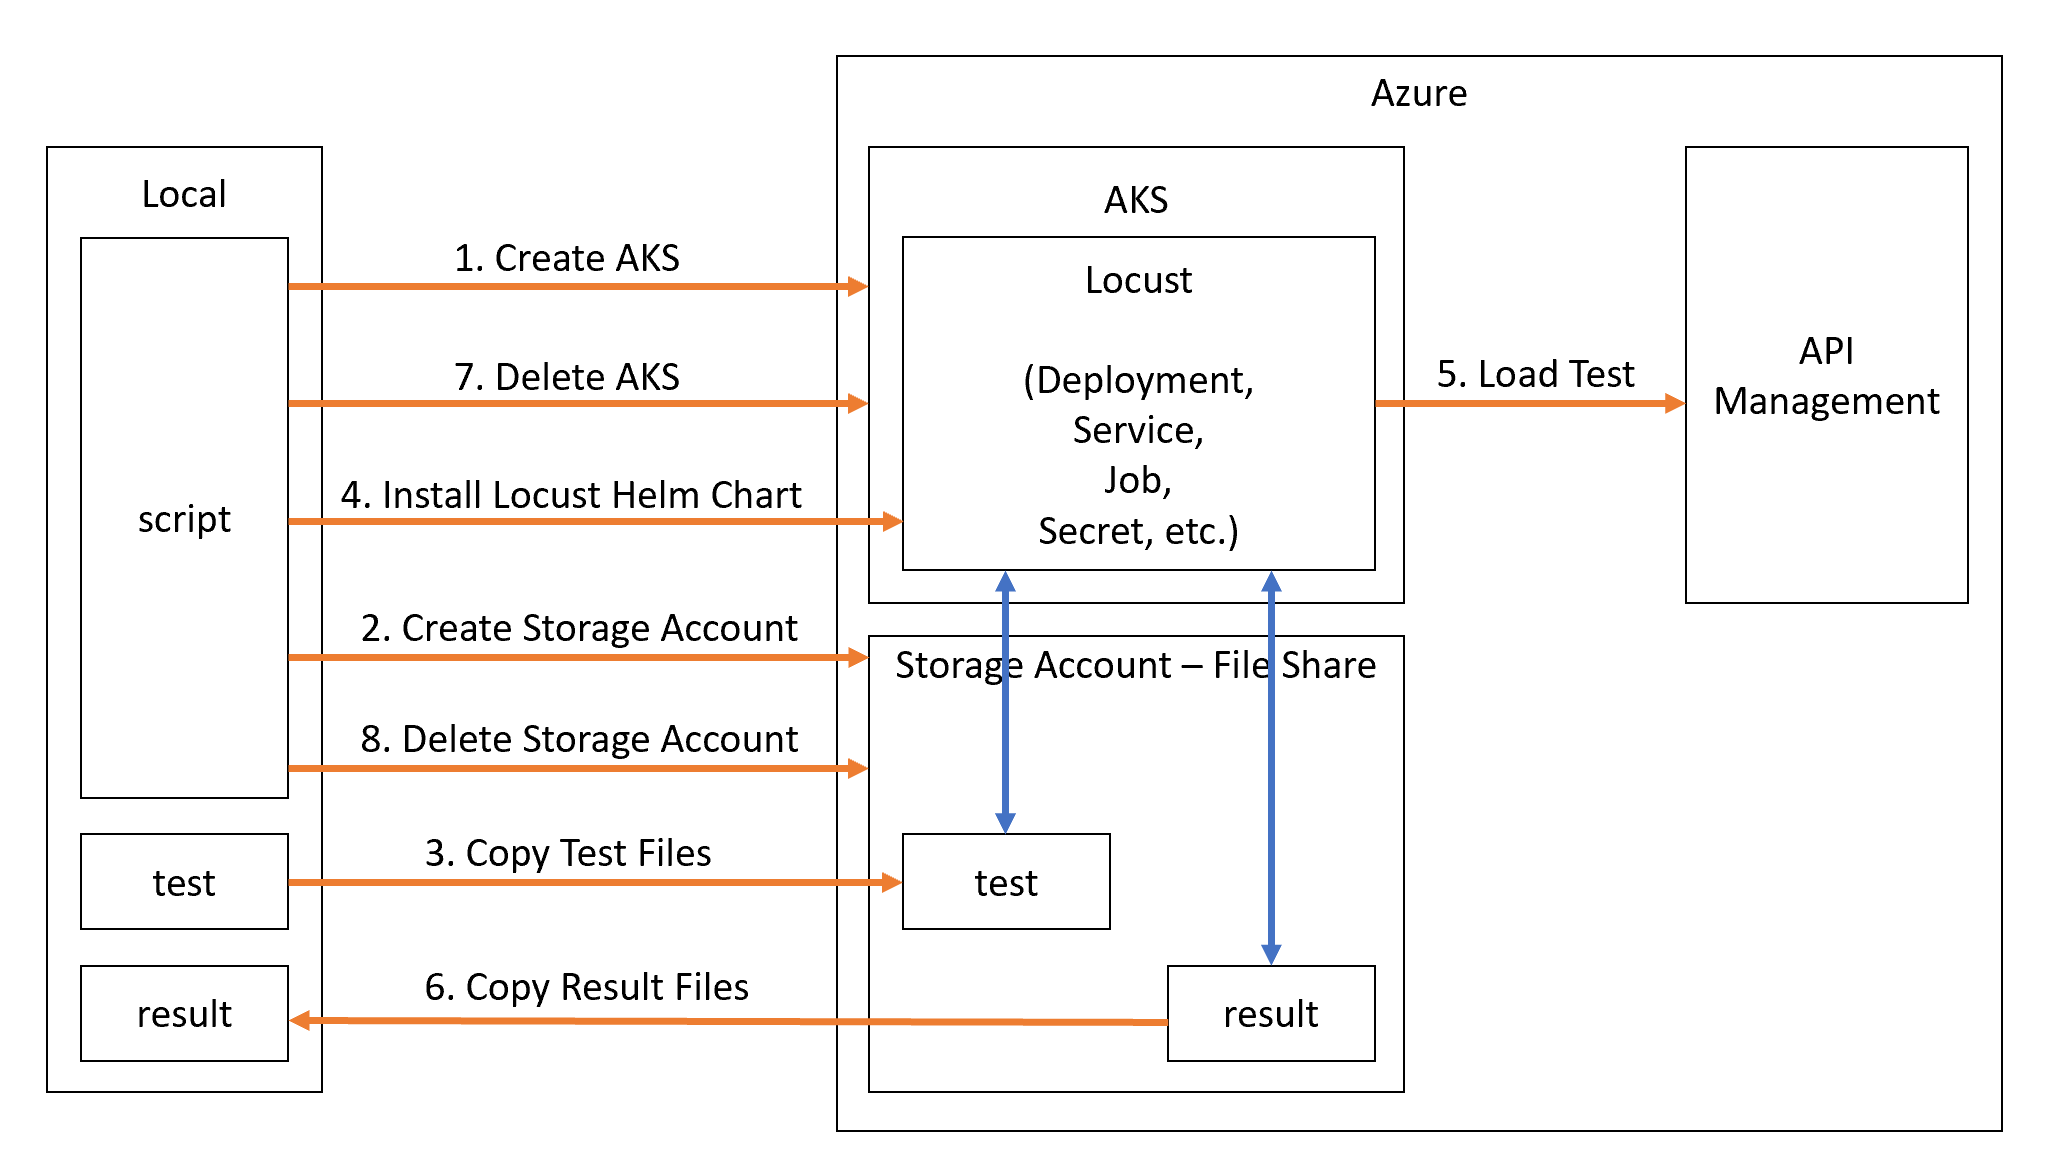 Azure
Local
AKS
script
1. Create AKS
7. Delete AKS
4. Install Locust Helm Chart
2. Create Storage Account
8. Delete Storage Account
Locust
(Deployment,
Service,
Job,
Secret, etc.)
5. Load Test
API
Management
Storage Account – File Share
test
3. Copy Test Files
test
result
6. Copy Result Files
result